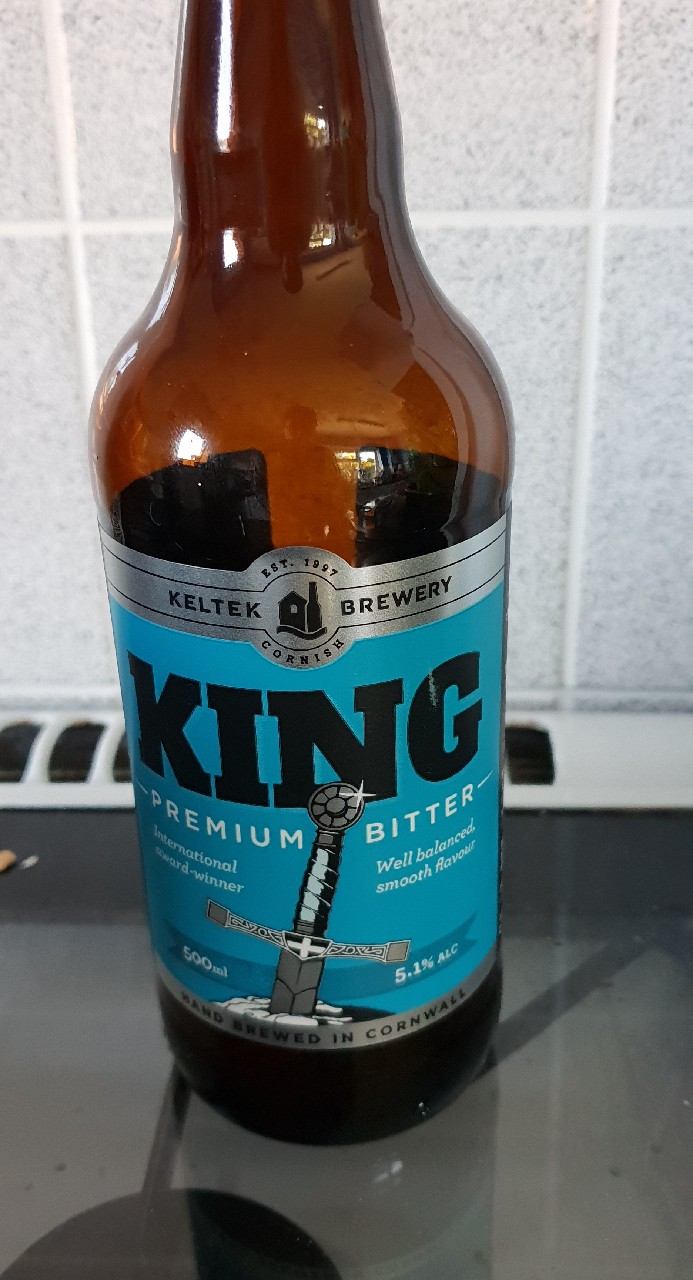 EST. 1997
KELTEK BREWERY
CORNISH
KING
PREMIUM BITTER
International
award-winner
Well balanced,
smooth flavour
500ml
5.1% ALC
HAND BREWED IN CORNWALL